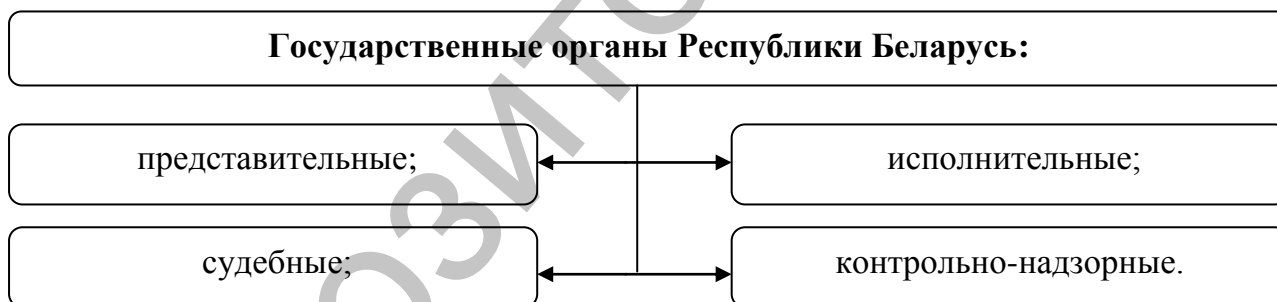 Государственные органы Республики Беларусь:
представительные;
исполнительные;
судебные;
контрольно-надзорные.